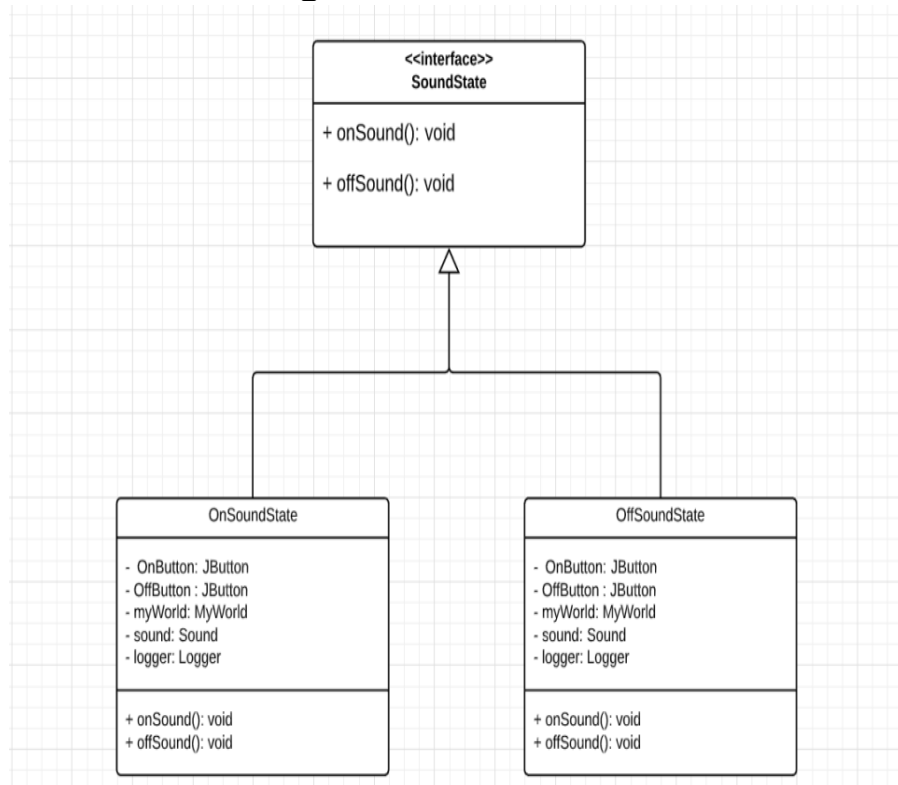 <<interface>>
SoundState
+ onSound(): void
+ offSound(): void
OnSoundState
- OnButton: JButton
- OffButton : JButton
- myWorld: MyWorld
- sound: Sound
- logger: Logger
+ onSound(): void
+ offSound(): void
OffSoundState
- OnButton: JButton
- OffButton : JButton
- myWorld: MyWorld
- sound: Sound
- logger: Logger
+ onSound(): void
+ offSound(): void